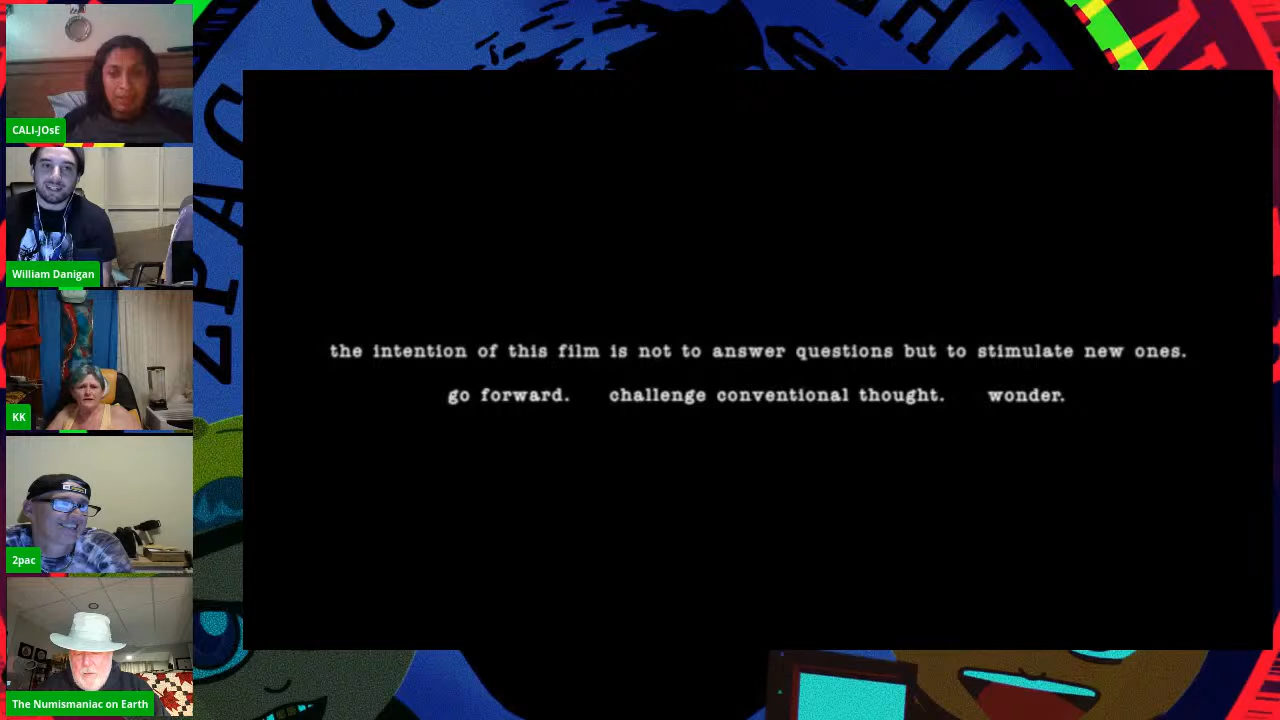 CALI-JOsE
William Danigan
KK
2pac
The Numismaniac on Earth
2PAC
the intention of this film is not to answer questions but to stimulate new ones.
go forward. challenge conventional thought. wonder.